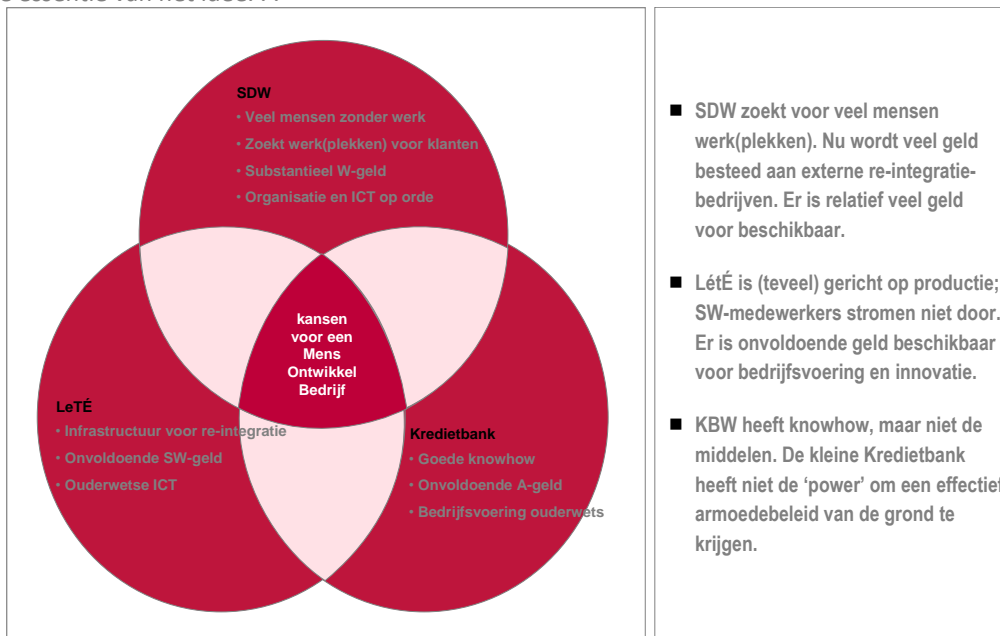 SDW
• Veel mensen zonder werk
• Zoekt werk(plekken) voor klanten
• Substantieel W-geld
• Organisatie en ICT op orde
kansen
voor een
Mens
Ontwikkel
Bedrijf
LeTÉ
• Infrastructuur voor re-integratie
• Onvoldoende SW-geld
• Ouderwetse ICT
Kredietbank
• Goede knowhow
• Onvoldoende A-geld
• Bedrijfsvoering ouderwets
■ SDW zoekt voor veel mensen
werk(plekken). Nu wordt veel geld
besteed aan externe re-integratie-
bedrijven. Er is relatief veel geld
voor beschikbaar.
■ LétÉ is (teveel) gericht op productie;
SW-medewerkers stromen niet door.
Er is onvoldoende geld beschikbaar
voor bedrijfsvoering en innovatie.
■ KBW heeft knowhow, maar niet de
middelen. De kleine Kredietbank
heeft niet de ‘power’ om een effectief
armoedebeleid van de grond te
krijgen.